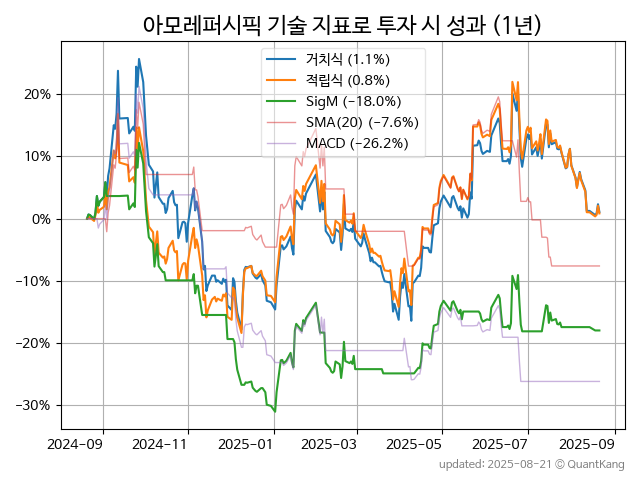 아모레퍼시픽 기술 지표로 투자 시 성과 (1년)
거치식 (1.1%)
적립식 (0.8%)
SigM (−18.0%)
SMA(20) (−7.6%)
MACD (−26.2%)
20%
10%
0%
−10%
−20%
−30%
2024-09 2024-11 2025-01 2025-03 2025-05 2025-07 2025-09
updated: 2025-08-21 © QuantKang